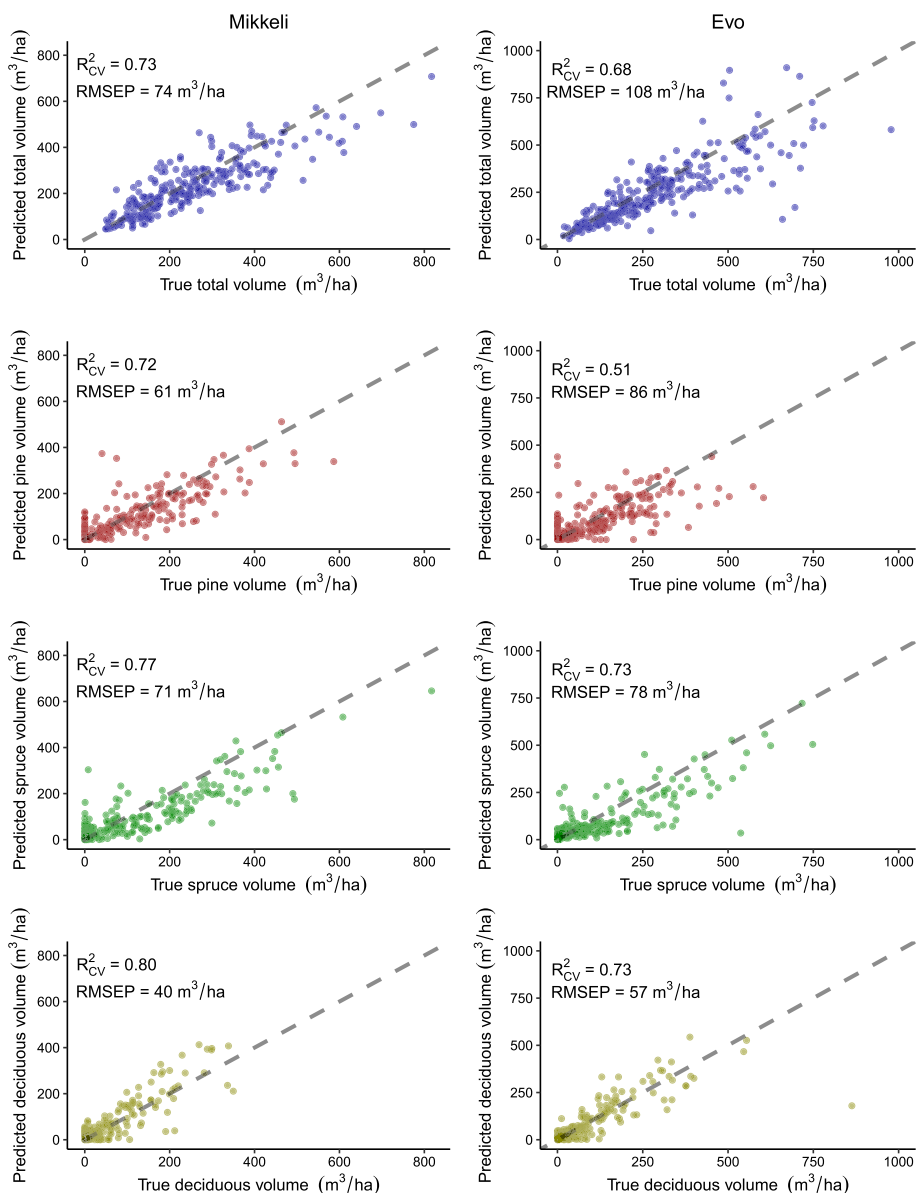 Mikkeli
Evo
Predicted total volume (m³/ha)
R²CV = 0.73
RMSEP = 74 m³/ha
800
600
400
200
0
0 200 400 600 800
True total volume (m³/ha)
Predicted total volume (m³/ha)
R²CV = 0.68
RMSEP = 108 m³/ha
1000
750
500
250
0
0 250 500 750 1000
True total volume (m³/ha)
Predicted pine volume (m³/ha)
R²CV = 0.72
RMSEP = 61 m³/ha
800
600
400
200
0
0 200 400 600 800
True pine volume (m³/ha)
Predicted pine volume (m³/ha)
R²CV = 0.51
RMSEP = 86 m³/ha
1000
750
500
250
0
0 250 500 750 1000
True pine volume (m³/ha)
Predicted spruce volume (m³/ha)
R²CV = 0.77
RMSEP = 71 m³/ha
800
600
400
200
0
0 200 400 600 800
True spruce volume (m³/ha)
Predicted spruce volume (m³/ha)
R²CV = 0.73
RMSEP = 78 m³/ha
1000
750
500
250
0
0 250 500 750 1000
True spruce volume (m³/ha)
Predicted deciduous volume (m³/ha)
R²CV = 0.80
RMSEP = 40 m³/ha
800
600
400
200
0
0 200 400 600 800
True deciduous volume (m³/ha)
Predicted deciduous volume (m³/ha)
R²CV = 0.73
RMSEP = 57 m³/ha
1000
750
500
250
0
0 250 500 750 1000
True deciduous volume (m³/ha)